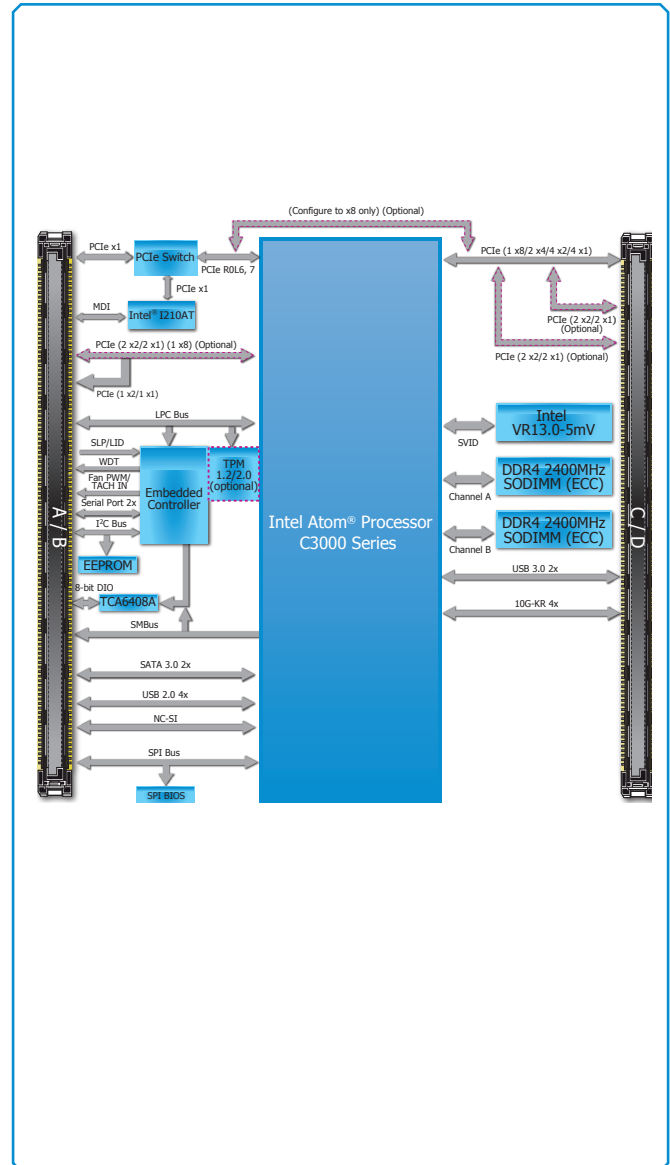 (Configure to x8 only) (Optional)
PCIe x1
PCIe Switch
PCIe R0L6, 7
PCIe x1
MDI
Intel® I210AT
PCIe (2 x2/2 x1) (1 x8) (Optional)
PCIe (1 x2/1 x1)
LPC Bus
SLP/LID
WDT
Fan PWM/
TACH IN
Serial Port 2x
I²C Bus
Embedded
Controller
TPM
1.2/2.0
(optional)
EEPROM
8-bit DIO
TCA6408A
SMBus
SATA 3.0 2x
USB 2.0 4x
NC-SI
SPI Bus
SPI BIOS
A / B
Intel Atom® Processor
C3000 Series
PCIe (1 x8/2 x4/4 x2/4 x1)
PCIe (2 x2/2 x1)
(Optional)
PCIe (2 x2/2 x1) (Optional)
Intel
VR13.0-5mV
SVID
DDR4 2400MHz
SODIMM (ECC)
Channel A
DDR4 2400MHz
SODIMM (ECC)
Channel B
USB 3.0 2x
10G-KR 4x
C / D